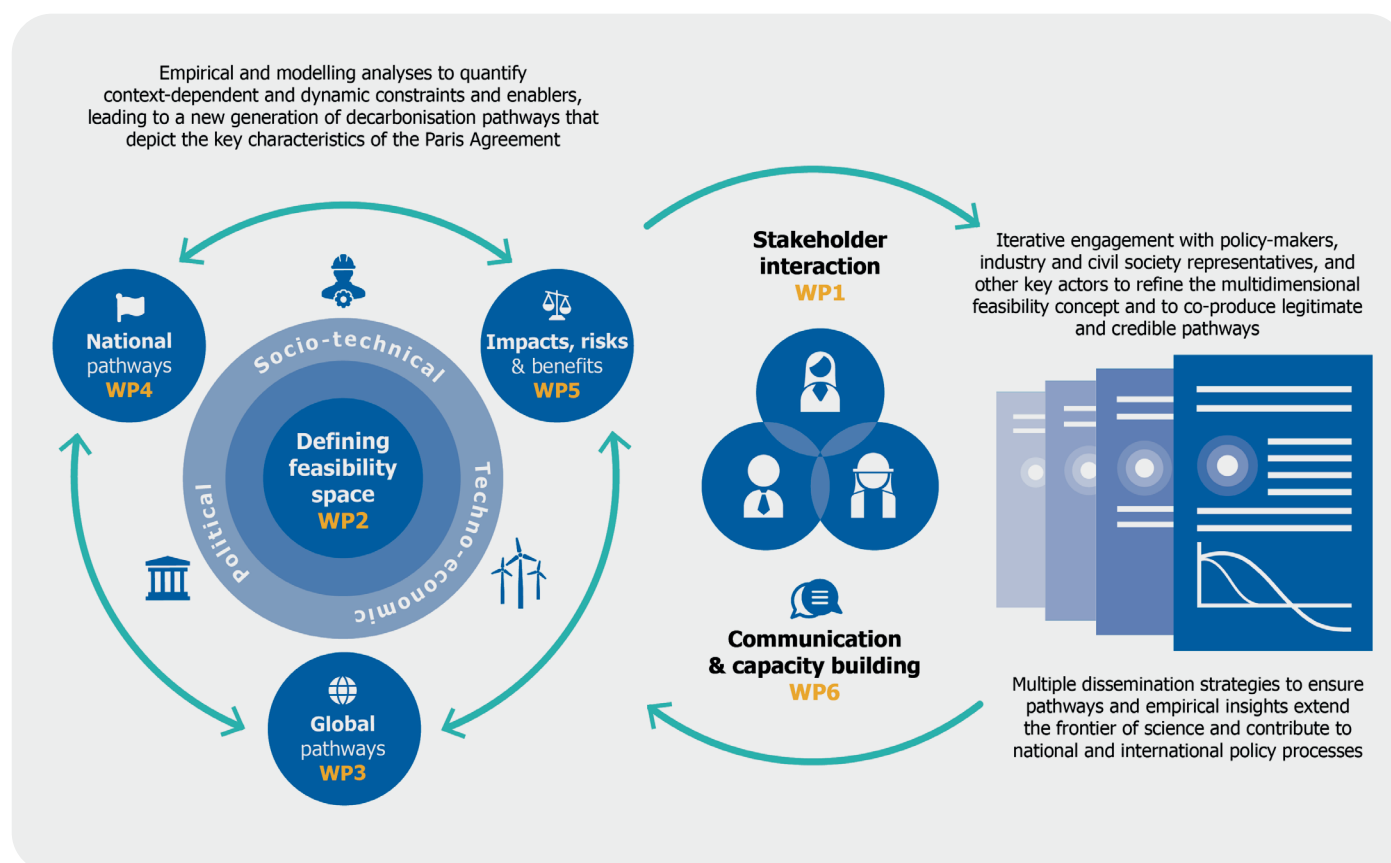 Empirical and modelling analyses to quantify
context-dependent and dynamic constraints and enablers,
leading to a new generation of decarbonisation pathways that
depict the key characteristics of the Paris Agreement
National
pathways
WP4
Impacts, risks
& benefits
WP5
Socio-technical
Political
Techno-economic
Defining
feasibility
space
WP2
Global
pathways
WP3
Stakeholder
interaction
WP1
Communication
& capacity building
WP6
Iterative engagement with policy-makers,
industry and civil society representatives, and
other key actors to refine the multidimensional
feasibility concept and to co-produce legitimate
and credible pathways
Multiple dissemination strategies to ensure
pathways and empirical insights extend
the frontier of science and contribute to
national and international policy processes